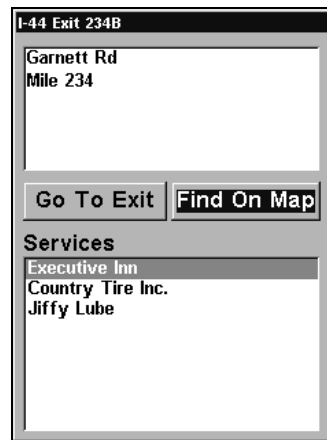 I-44 Exit 234B
Garnett Rd
Mile 234
Go To Exit Find On Map
Services
Executive Inn
Country Tire Inc.
Jiffy Lube